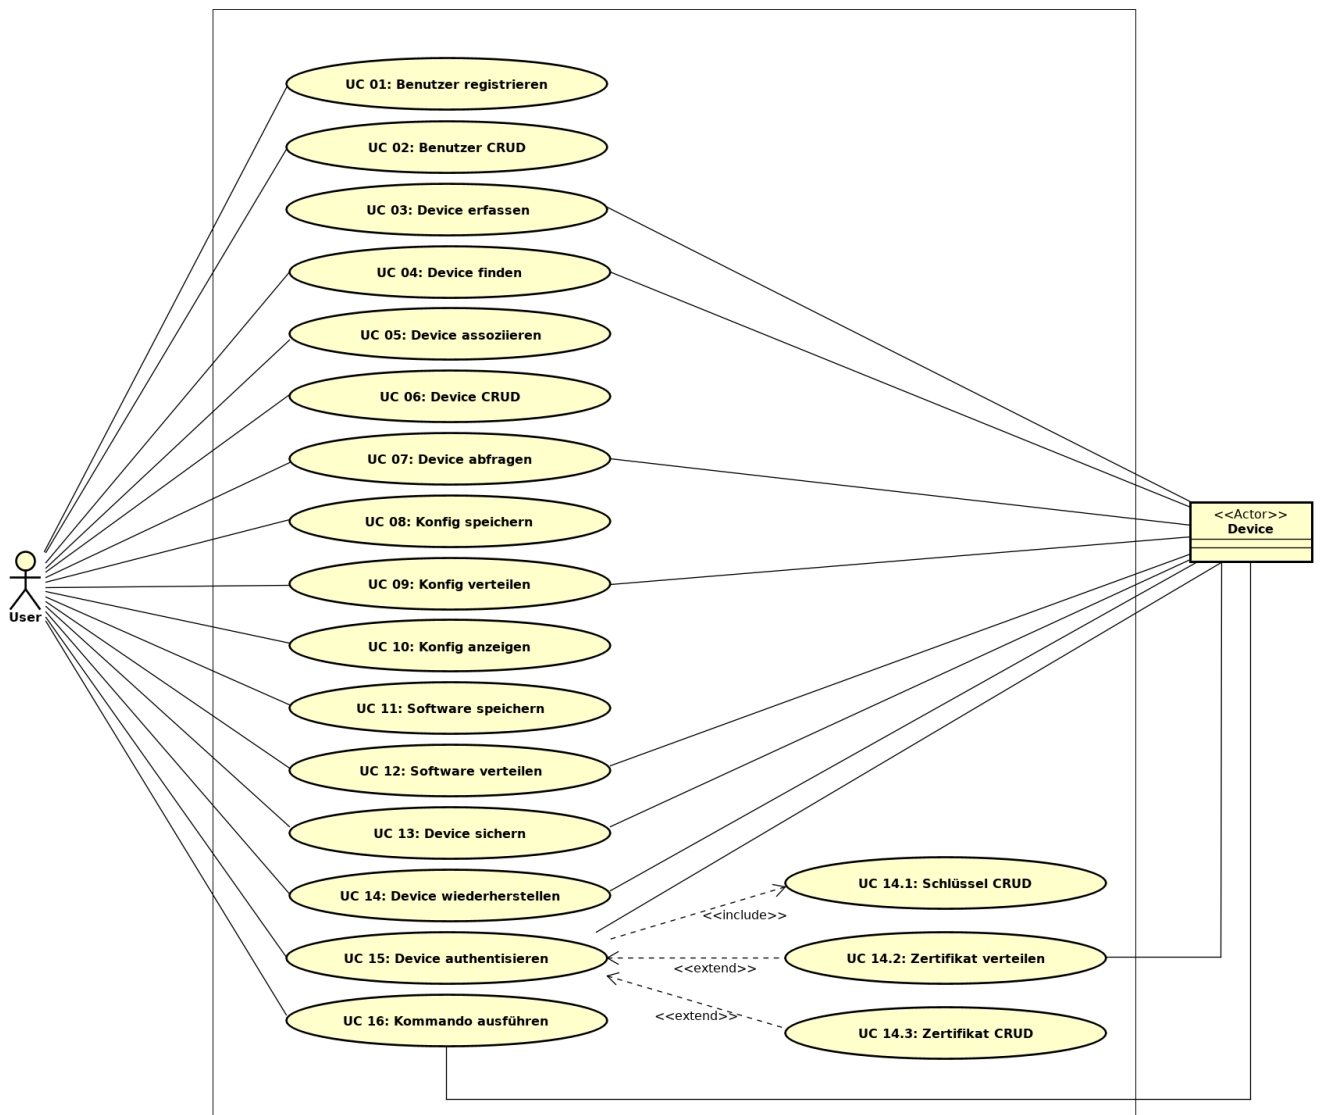 UC 01: Benutzer registrieren
UC 02: Benutzer CRUD
UC 03: Device erfassen
UC 04: Device finden
UC 05: Device assoziieren
UC 06: Device CRUD
UC 07: Device abfragen
UC 08: Konfig speichern
<<Actor>>
Device
UC 09: Konfig verteilen
User
UC 10: Konfig anzeigen
UC 11: Software speichern
UC 12: Software verteilen
UC 13: Device sichern
UC 14: Device wiederherstellen
UC 14.1: Schlüssel CRUD
<<include>>
UC 15: Device authentisieren
UC 14.2: Zertifikat verteilen
<<extend>>
<<extend>>
UC 16: Kommando ausführen
UC 14.3: Zertifikat CRUD